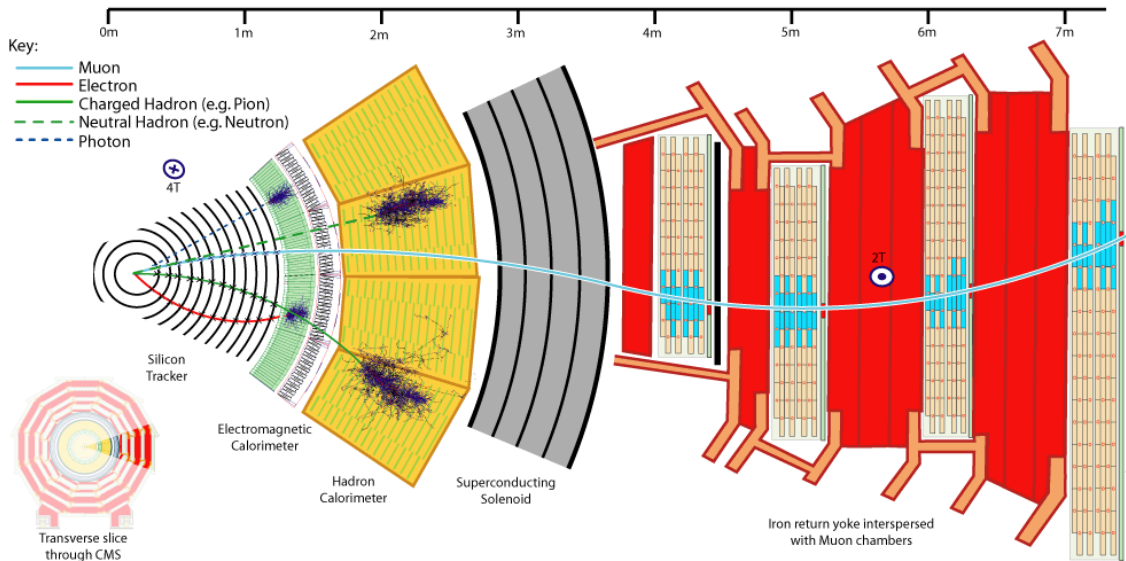 0m 1m 2m 3m 4m 5m 6m 7m
Key:
Muon
Electron
Charged Hadron (e.g. Pion)
Neutral Hadron (e.g. Neutron)
Photon
4T
2T
Silicon
Tracker
Electromagnetic
Calorimeter
Hadron
Calorimeter
Superconducting
Solenoid
Iron return yoke interspersed
with Muon chambers
Transverse slice
through CMS